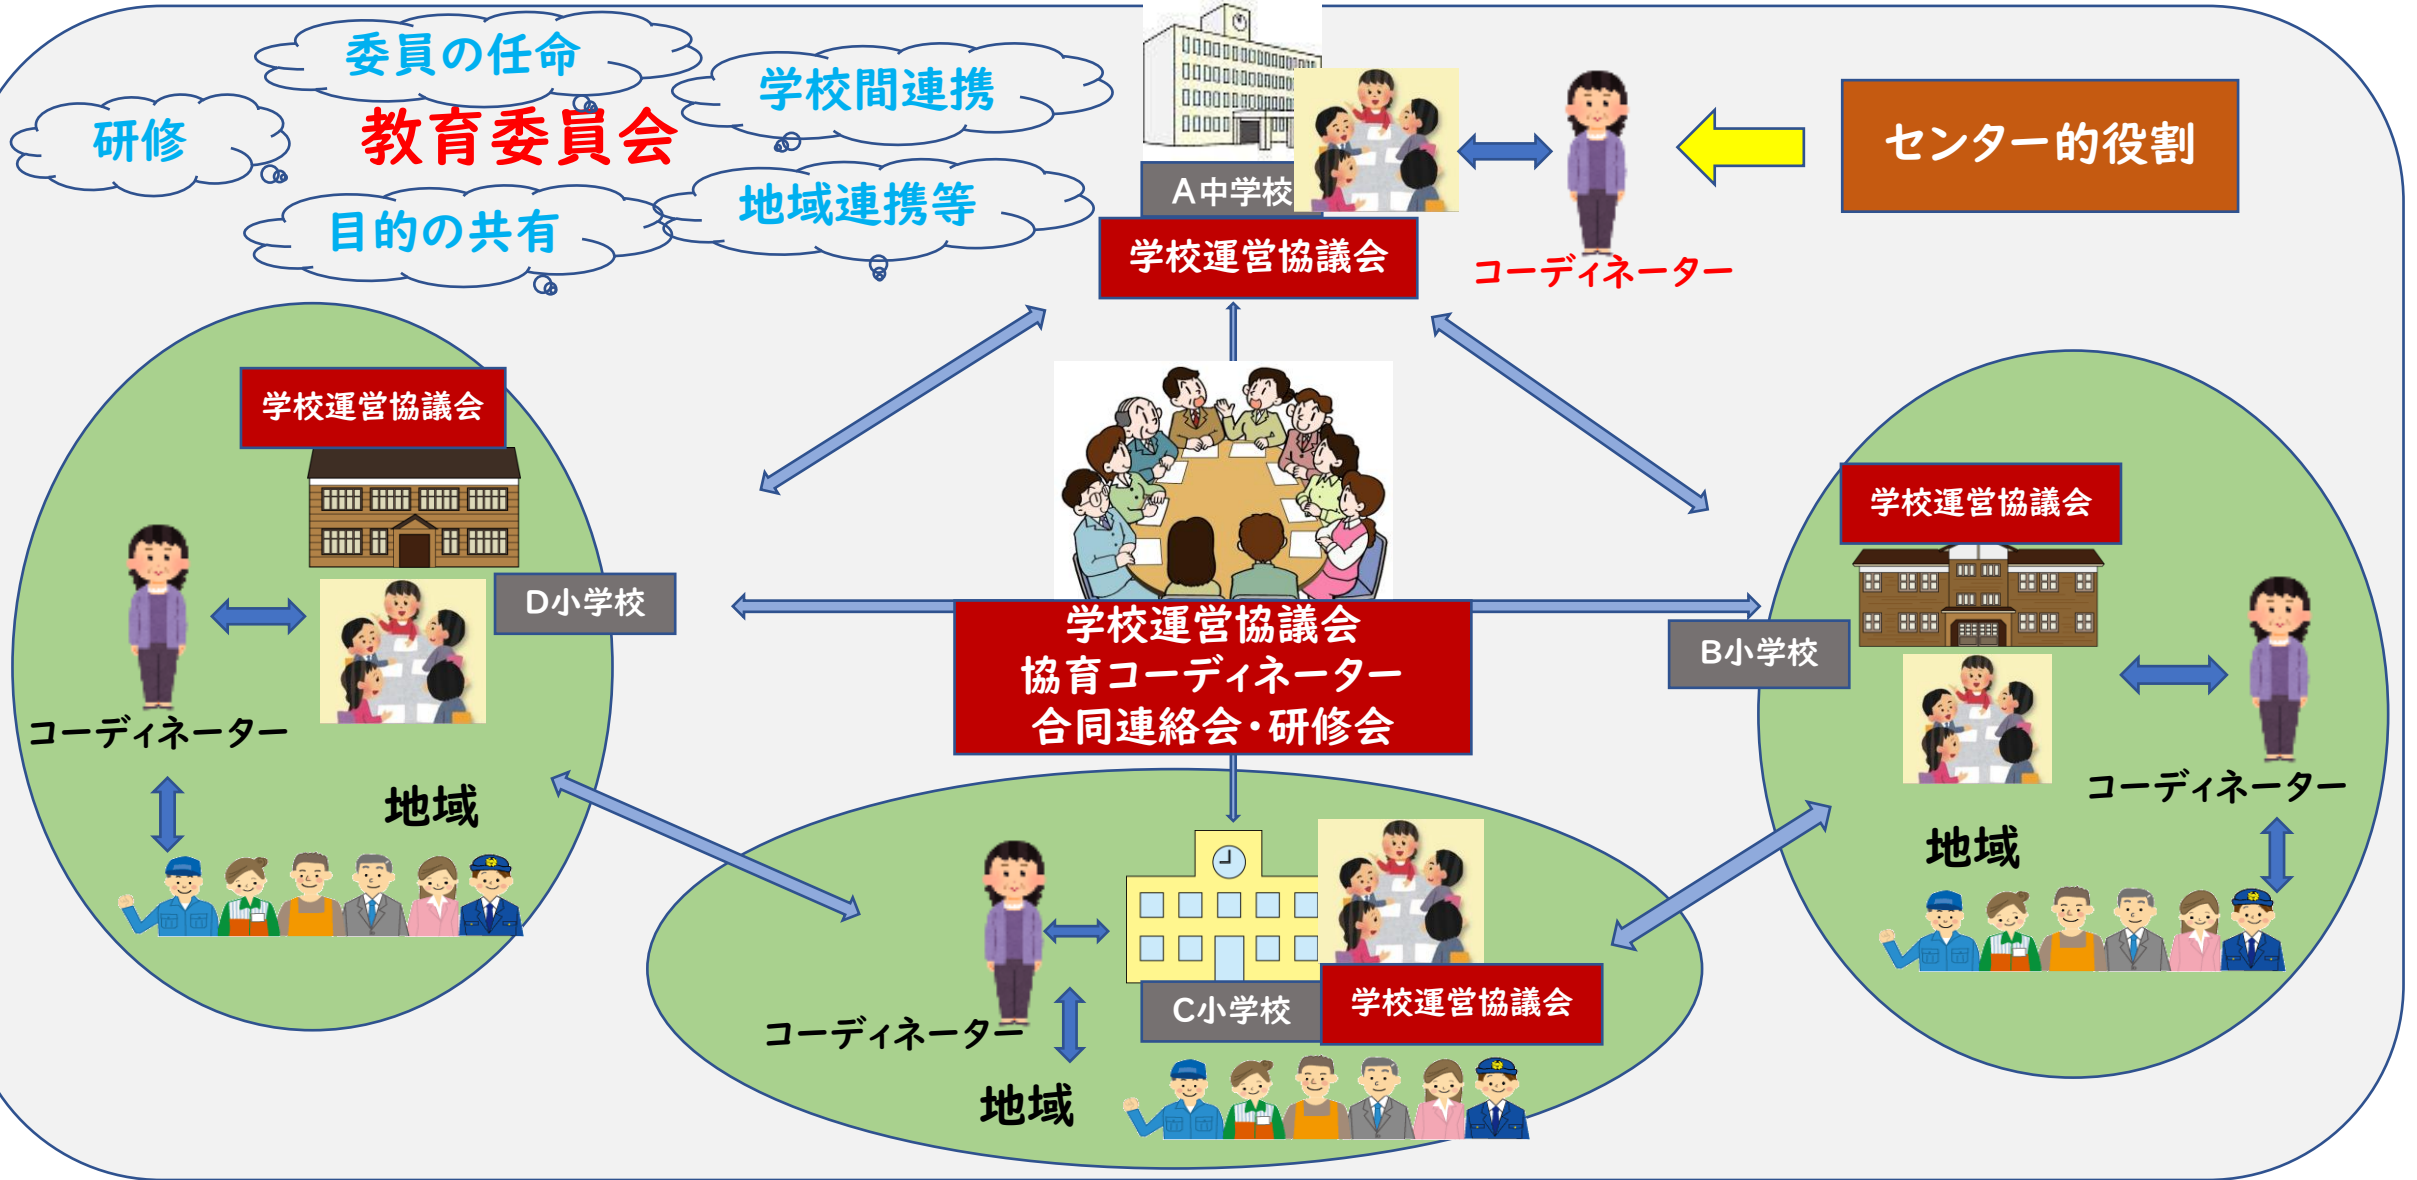 委員の任命
学校間連携
研修
教育委員会
目的の共有
地域連携等
A中学校
学校運営協議会
コーディネーター
センター的役割
学校運営協議会
D小学校
コーディネーター
地域
学校運営協議会
協育コーディネーター
合同連絡会・研修会
学校運営協議会
B小学校
コーディネーター
地域
コーディネーター
C小学校
学校運営協議会
地域